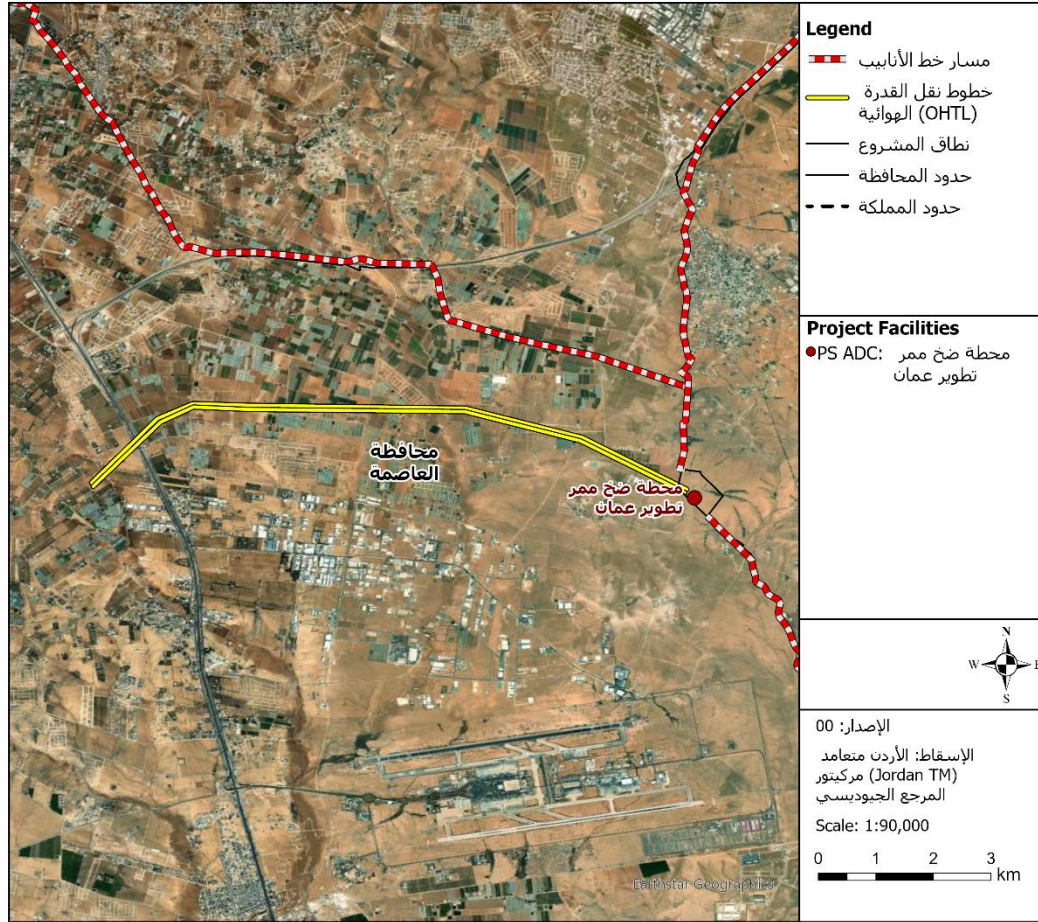 محافظة
العاصمة
محطة ضخ ممر
تطوير عمان
Earthstar Geographics
Legend
مسار خط الأنابيب
خطوط نقل القدرة
الهوائية (OHTL)
نطاق المشروع
حدود المحافظة
حدود المملكة
Project Facilities
PS ADC: محطة ضخ ممر
تطوير عمان
N
W E
S
الإصدار: 00
الإسقاط: الأردن متعامد
مركيتور (Jordan TM)
المرجع الجيوديسي
Scale: 1:90,000
0 1 2 3
km